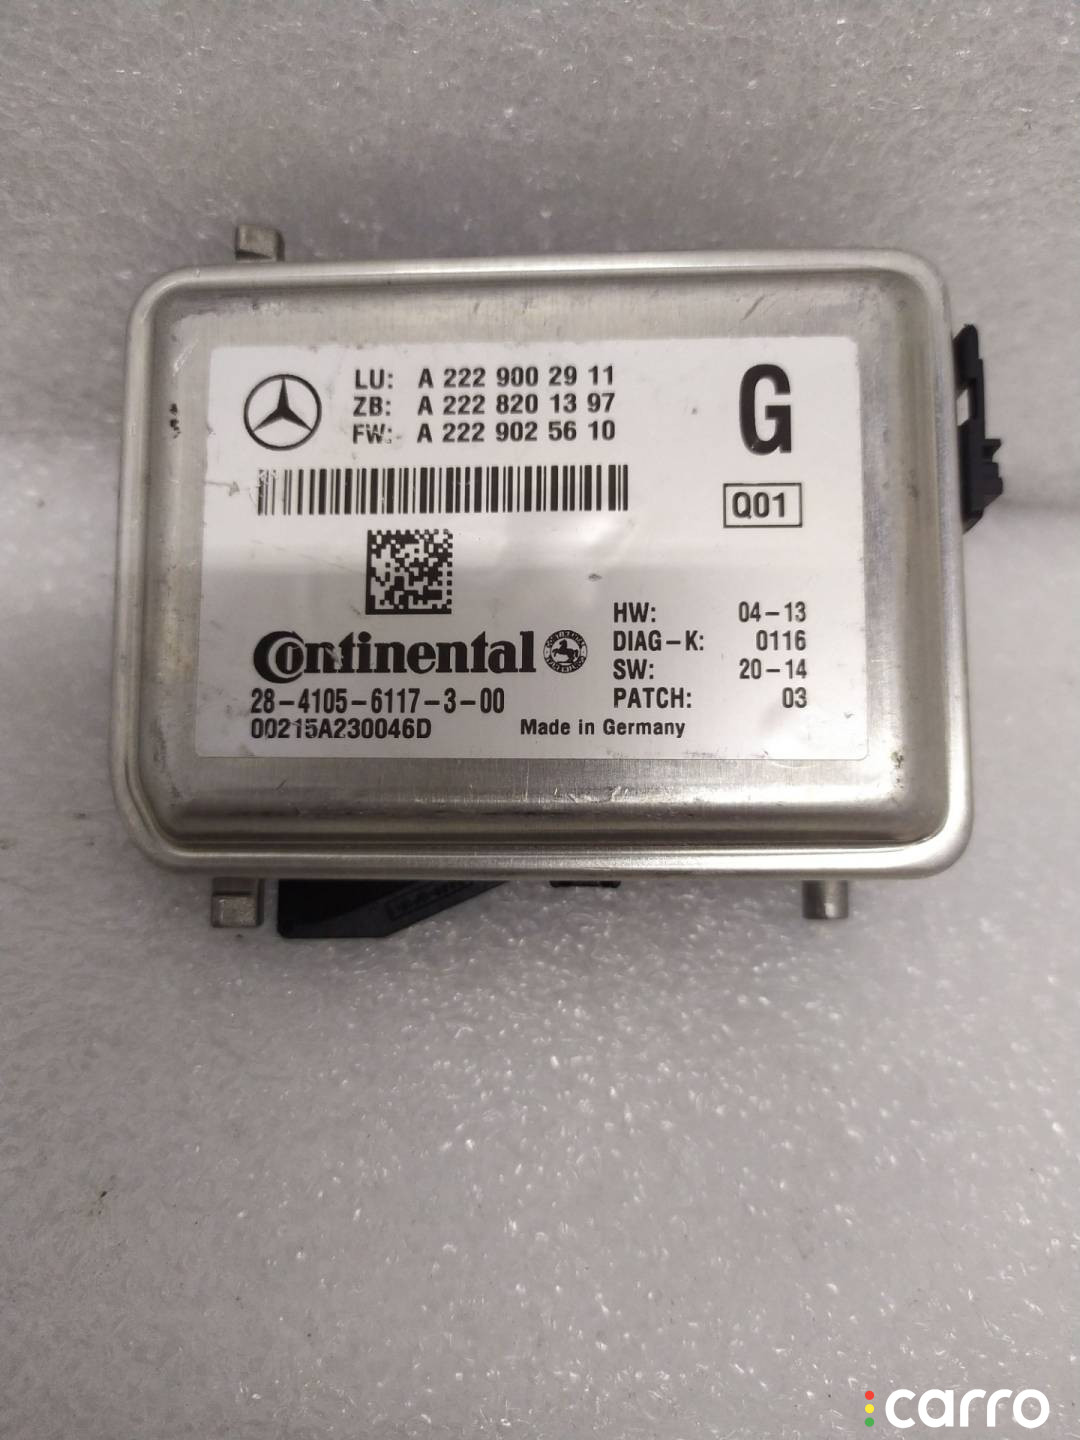 LU: A 222 900 29 11
ZB: A 222 820 13 97
FW: A 222 902 56 10
G
Q01
Continental
28-4105-6117-3-00
00215A230046D
HW: 04-13
DIAG-K: 0116
SW: 20-14
PATCH: 03
Made in Germany
carro